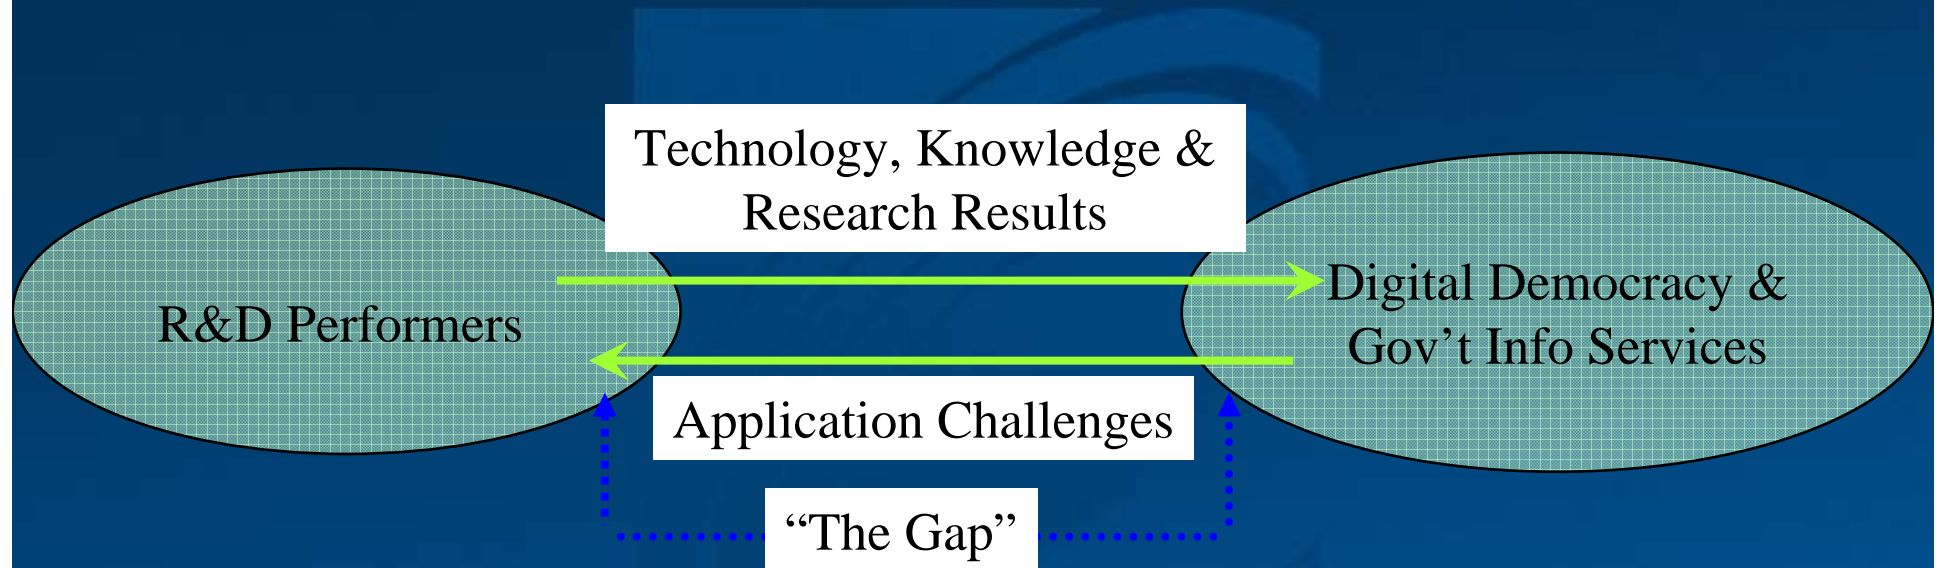 Technology, Knowledge &
Research Results
R&D Performers
Digital Democracy &
Gov’t Info Services
Application Challenges
“The Gap”